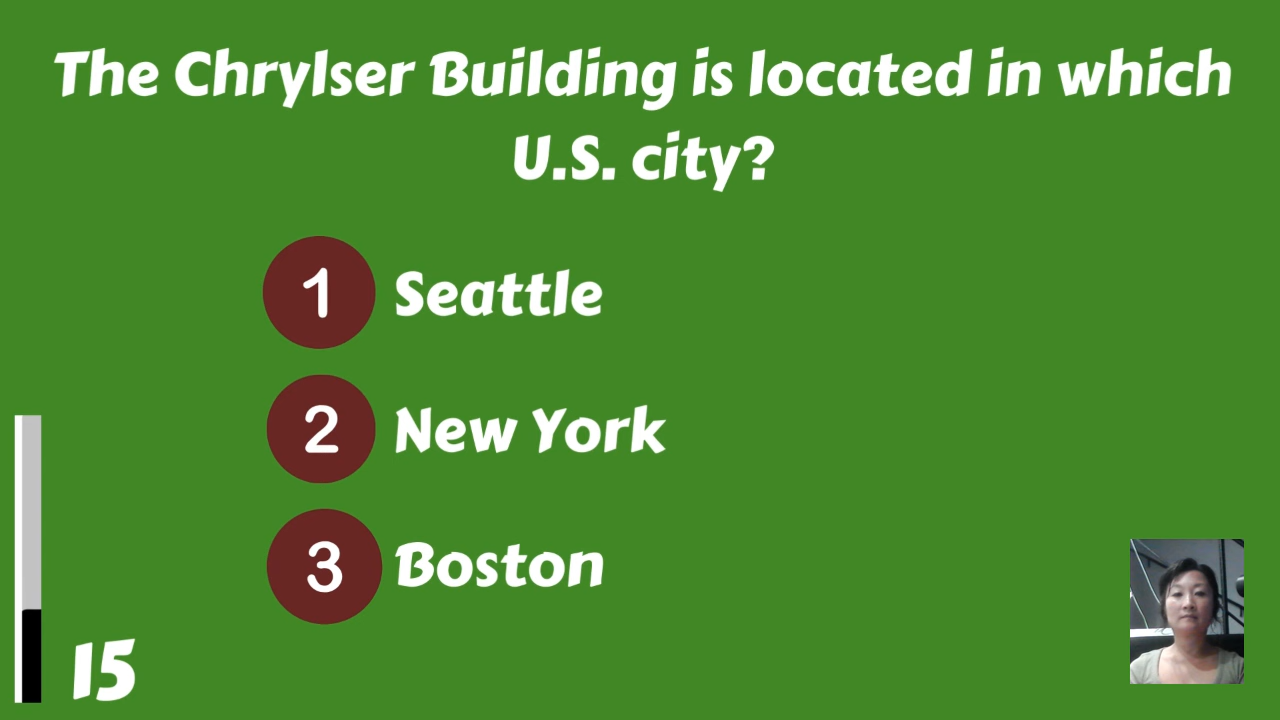 The Chrylser Building is located in which
U.S. city?
1 Seattle
2 New York
3 Boston
15